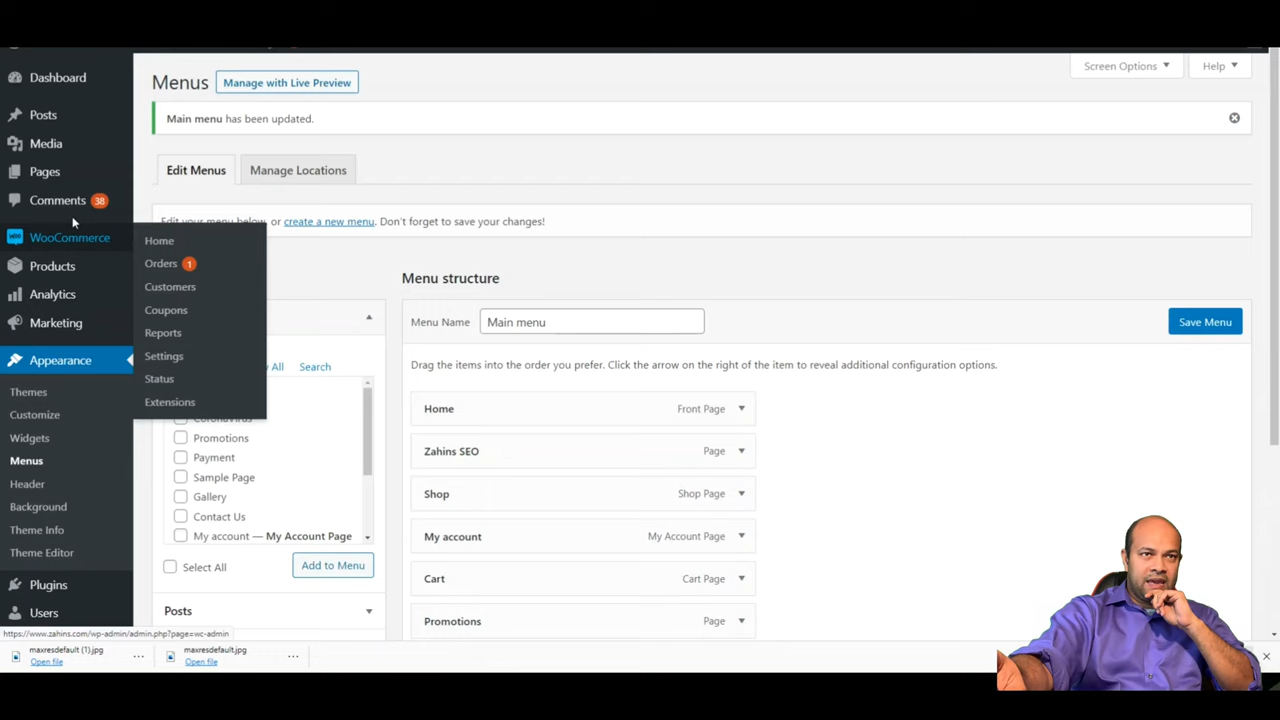 Dashboard
Posts
Media
Pages
Comments 38
WooCommerce
Products
Analytics
Marketing
Appearance
Themes
Customize
Widgets
Menus
Header
Background
Theme Info
Theme Editor
Plugins
Users
Home
Orders 1
Customers
Coupons
Reports
Settings
Status
Extensions
Menus
Manage with Live Preview
Screen Options
Help
Main menu has been updated.
Edit Menus
Manage Locations
Edit your menu below, or create a new menu. Don't forget to save your changes!
All
Search
Promotions
Payment
Sample Page
Gallery
Contact Us
My account — My Account Page
Select All
Add to Menu
Posts
Menu structure
Menu Name
Main menu
Save Menu
Drag the items into the order you prefer. Click the arrow on the right of the item to reveal additional configuration options.
Home Front Page
Zahins SEO Page
Shop Shop Page
My account My Account Page
Cart Cart Page
Promotions Page
https://www.zahins.com/wp-admin/admin.php?page=wc-admin
maxresdefault (1).jpg
Open file
maxresdefault.jpg
Open file